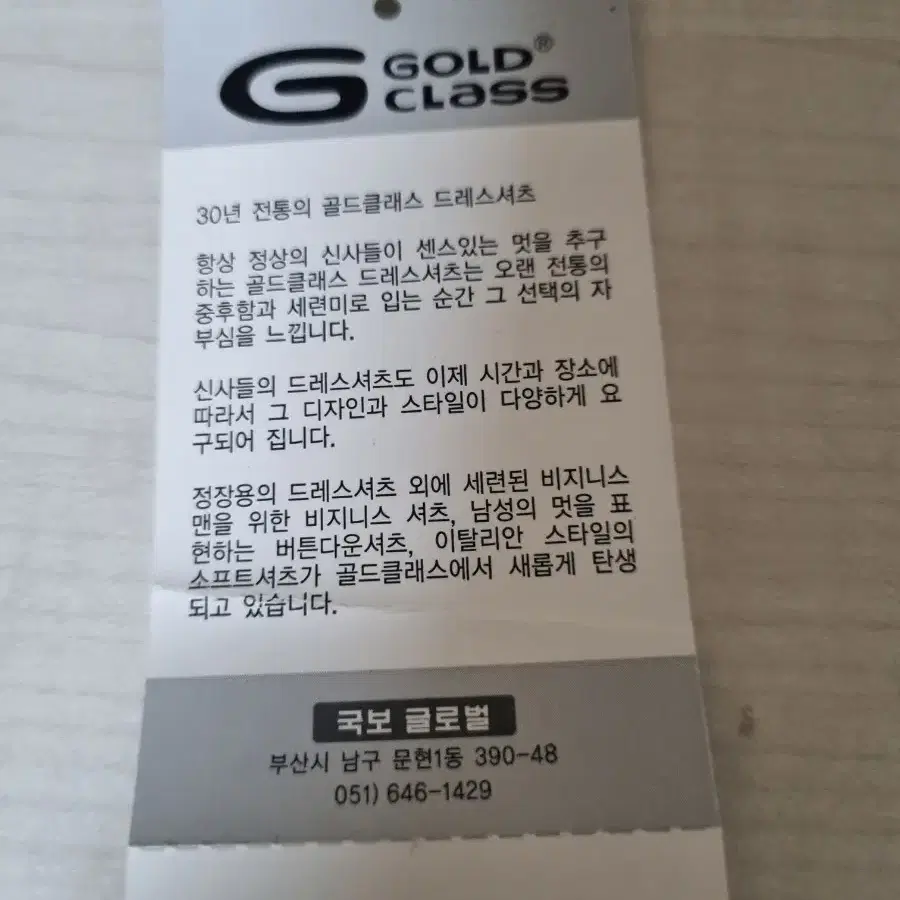 G GOLD®
CLass
30년 전통의 골드클래스 드레스셔츠
항상 정상의 신사들이 센스있는 멋을 추구
하는 골드클래스 드레스셔츠는 오랜 전통의
중후함과 세련미로 입는 순간 그 선택의 자
부심을 느낍니다.
신사들의 드레스셔츠도 이제 시간과 장소에
따라서 그 디자인과 스타일이 다양하게 요
구되어 집니다.
정장용의 드레스셔츠 외에 세련된 비지니스
맨을 위한 비지니스 셔츠, 남성의 멋을 표
현하는 버튼다운셔츠, 이탈리안 스타일의
소프트셔츠가 골드클래스에서 새롭게 탄생
되고 있습니다.
국보 글로벌
부산시 남구 문현1동 390-48
051) 646-1429